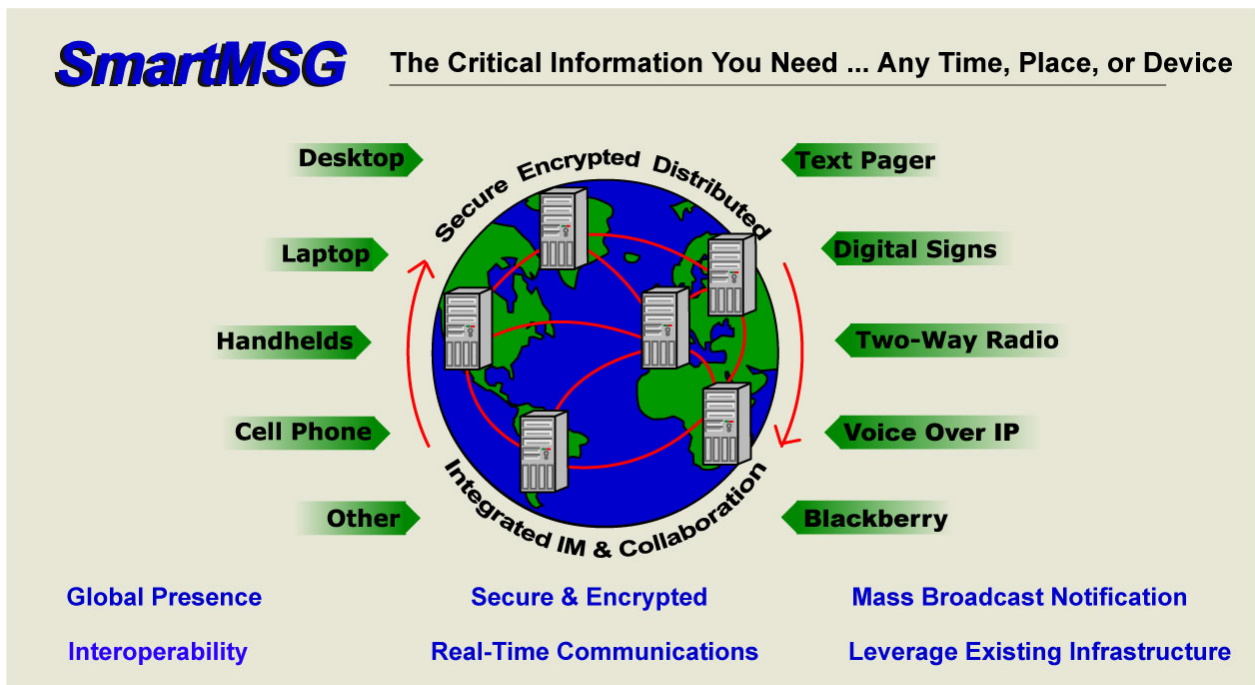 SmartMSG
The Critical Information You Need ... Any Time, Place, or Device
Secure Encrypted Distributed
Desktop
Laptop
Handhelds
Cell Phone
Other
Text Pager
Digital Signs
Two-Way Radio
Voice Over IP
Blackberry
Integrated IM & Collaboration
Global Presence
Secure & Encrypted
Mass Broadcast Notification
Interoperability
Real-Time Communications
Leverage Existing Infrastructure